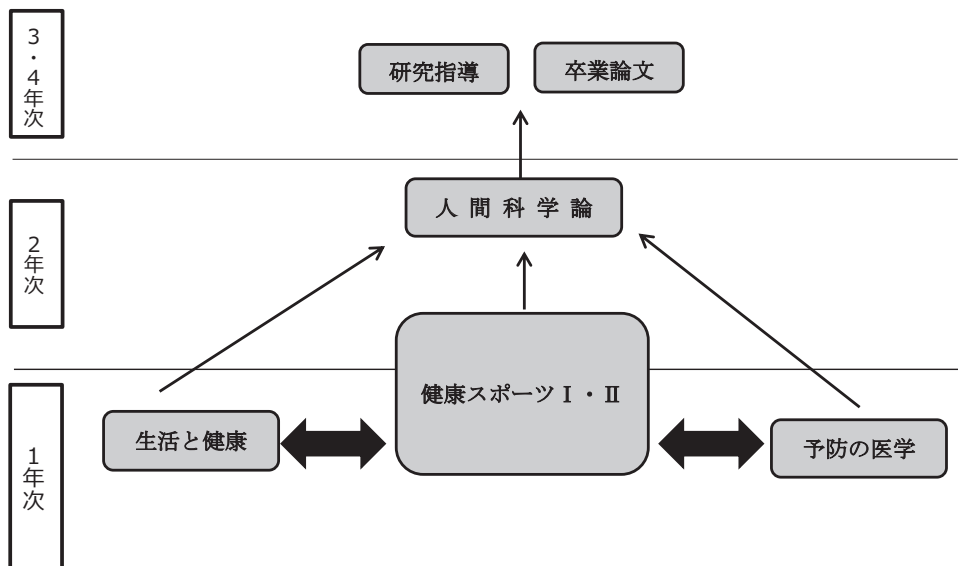 3・4年次
研究指導
卒業論文
2年次
人間科学論
1年次
健康スポーツⅠ・Ⅱ
生活と健康
予防の医学